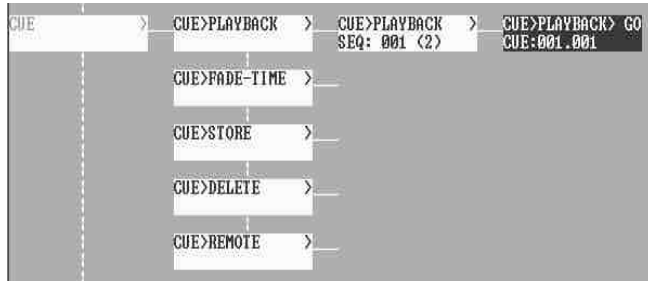 CUE >
CUE>PLAYBACK >
CUE>PLAYBACK >
SEQ: 001 (2)
CUE>PLAYBACK> GO
CUE:001.001
CUE>FADE-TIME >
CUE>STORE >
CUE>DELETE >
CUE>REMOTE >